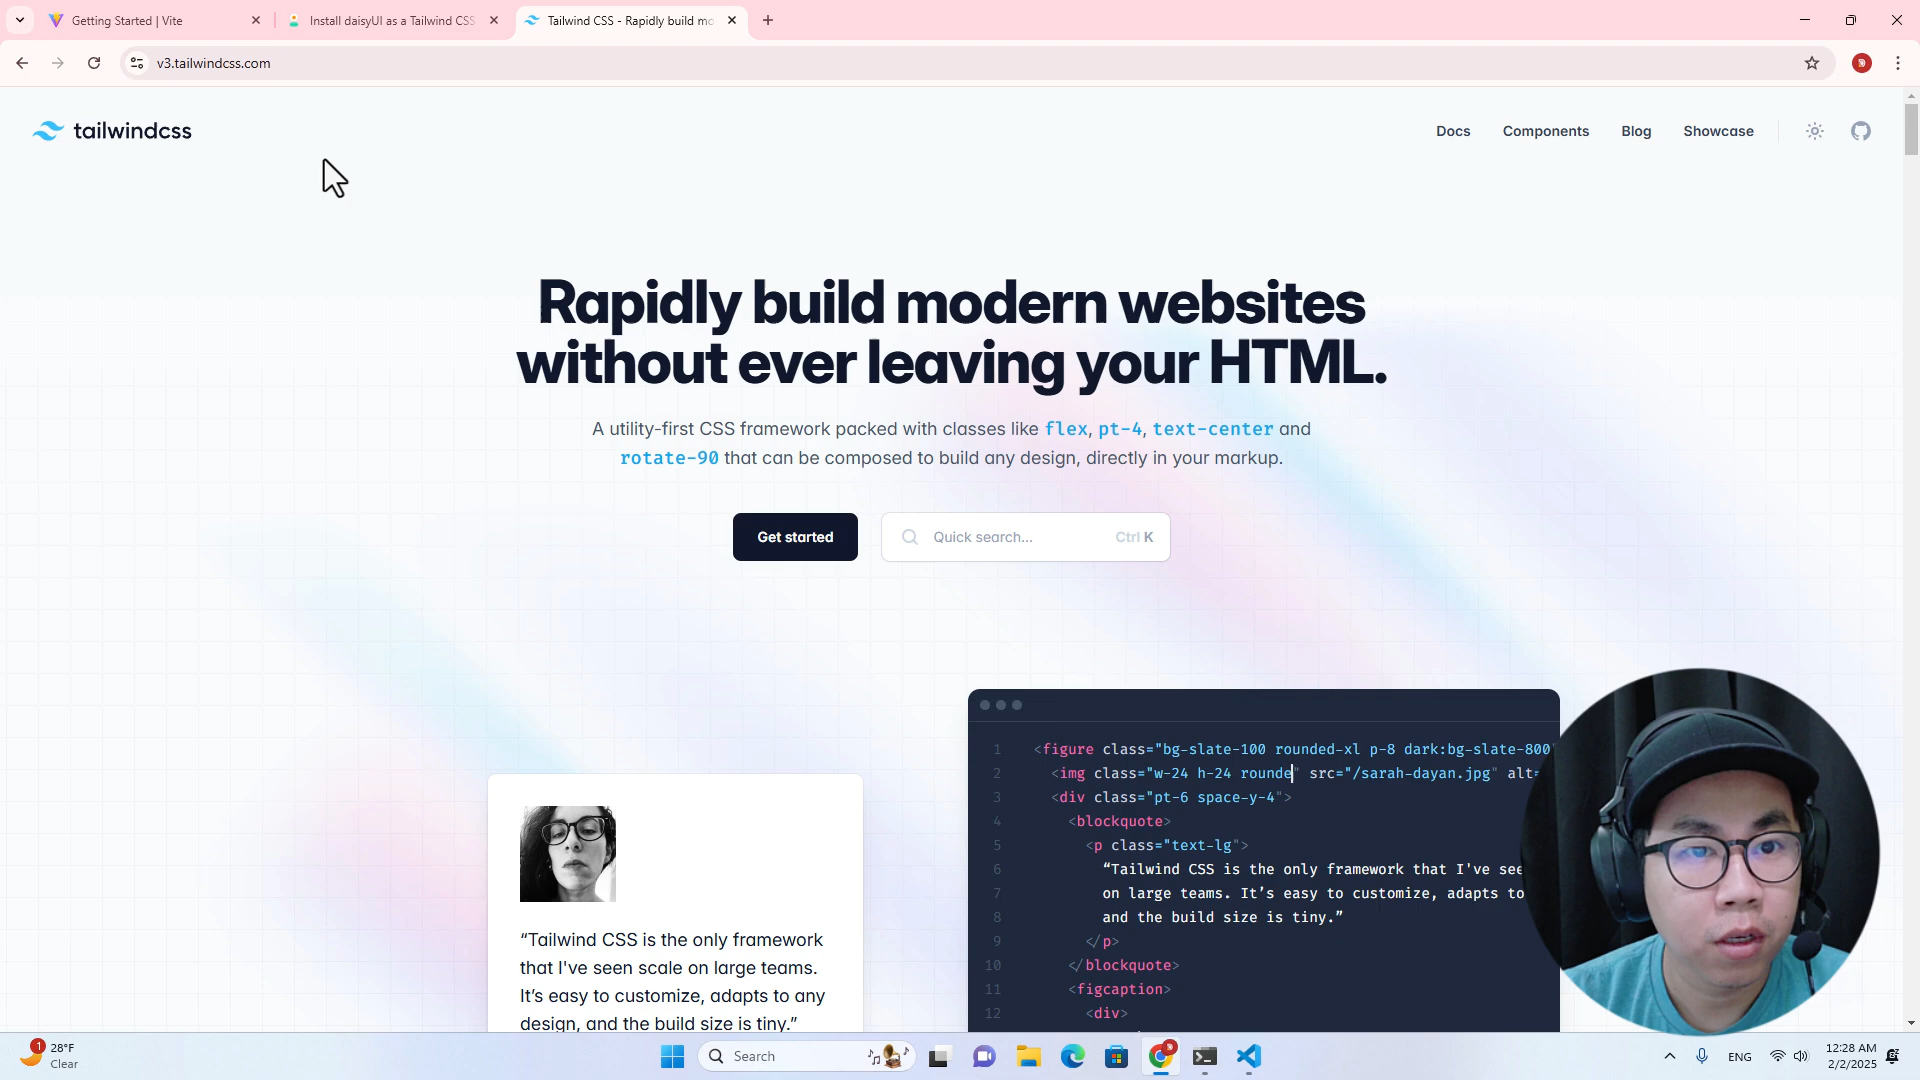 Getting Started | Vite
Install daisyUI as a Tailwind CSS
Tailwind CSS - Rapidly build mo
v3.tailwindcss.com
tailwindcss
Docs
Components
Blog
Showcase
Rapidly build modern websites
without ever leaving your HTML.
A utility-first CSS framework packed with classes like flex, pt-4, text-center and
rotate-90 that can be composed to build any design, directly in your markup.
Get started
Quick search...
Ctrl K
“Tailwind CSS is the only framework
that I've seen scale on large teams.
It’s easy to customize, adapts to any
design, and the build size is tiny.”
1 <figure class="bg-slate-100 rounded-xl p-8 dark:bg-slate-800"
2 <img class="w-24 h-24 rounde" src="/sarah-dayan.jpg" alt=
3 <div class="pt-6 space-y-4">
4 <blockquote>
5 <p class="text-lg">
6 “Tailwind CSS is the only framework that I've see
7 on large teams. It’s easy to customize, adapts to
8 and the build size is tiny.”
9 </p>
10 </blockquote>
11 <figcaption>
12 <div>
1
28°F
Clear
Search
ENG
12:28 AM
2/2/2025